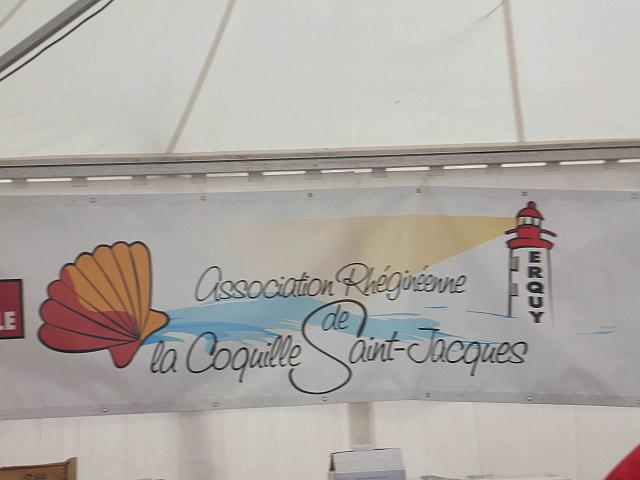 Association Rhéginéenne
de
la Coquille Saint-Jacques
ERQUY